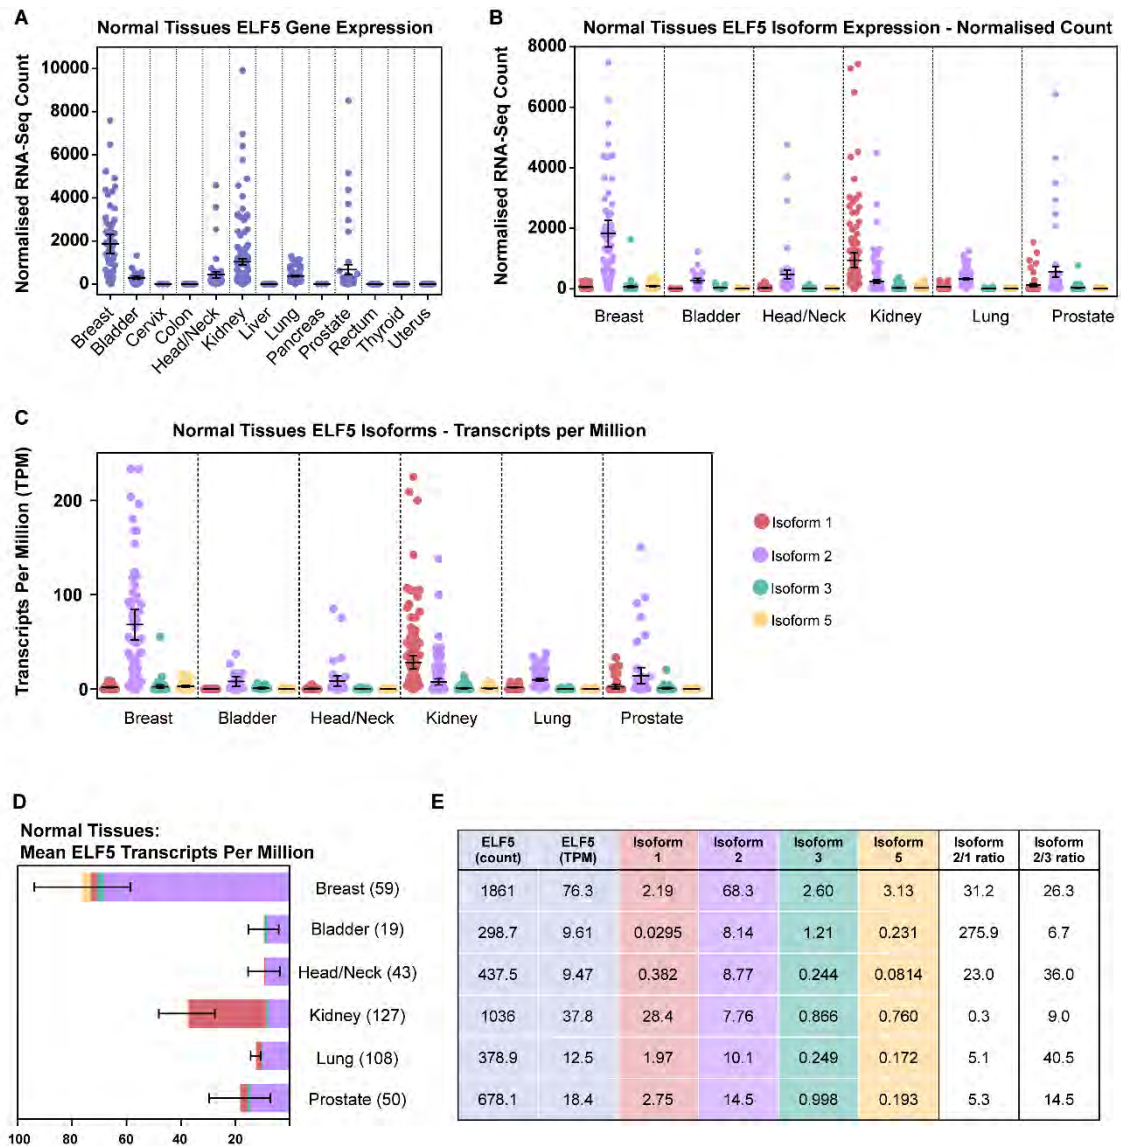 A
Normal Tissues ELF5 Gene Expression
Normalised RNA-Seq Count
10000
8000
6000
4000
2000
0
Breast
Bladder
Cervix
Colon
Head/Neck
Kidney
Liver
Lung
Pancreas
Prostate
Rectum
Thyroid
Uterus
B
Normal Tissues ELF5 Isoform Expression - Normalised Count
Normalised RNA-Seq Count
8000
6000
4000
2000
0
Breast Bladder Head/Neck Kidney Lung Prostate
C
Normal Tissues ELF5 Isoforms - Transcripts per Million
Transcripts Per Million (TPM)
200
100
0
Breast Bladder Head/Neck Kidney Lung Prostate
Isoform 1
Isoform 2
Isoform 3
Isoform 5
D
Normal Tissues:
Mean ELF5 Transcripts Per Million
Breast (59)
Bladder (19)
Head/Neck (43)
Kidney (127)
Lung (108)
Prostate (50)
100 80 60 40 20
E
ELF5 (count) ELF5 (TPM) Isoform 1 Isoform 2 Isoform 3 Isoform 5 Isoform 2/1 ratio Isoform 2/3 ratio
1861 76.3 2.19 68.3 2.60 3.13 31.2 26.3
298.7 9.61 0.0295 8.14 1.21 0.231 275.9 6.7
437.5 9.47 0.382 8.77 0.244 0.0814 23.0 36.0
1036 37.8 28.4 7.76 0.866 0.760 0.3 9.0
378.9 12.5 1.97 10.1 0.249 0.172 5.1 40.5
678.1 18.4 2.75 14.5 0.998 0.193 5.3 14.5